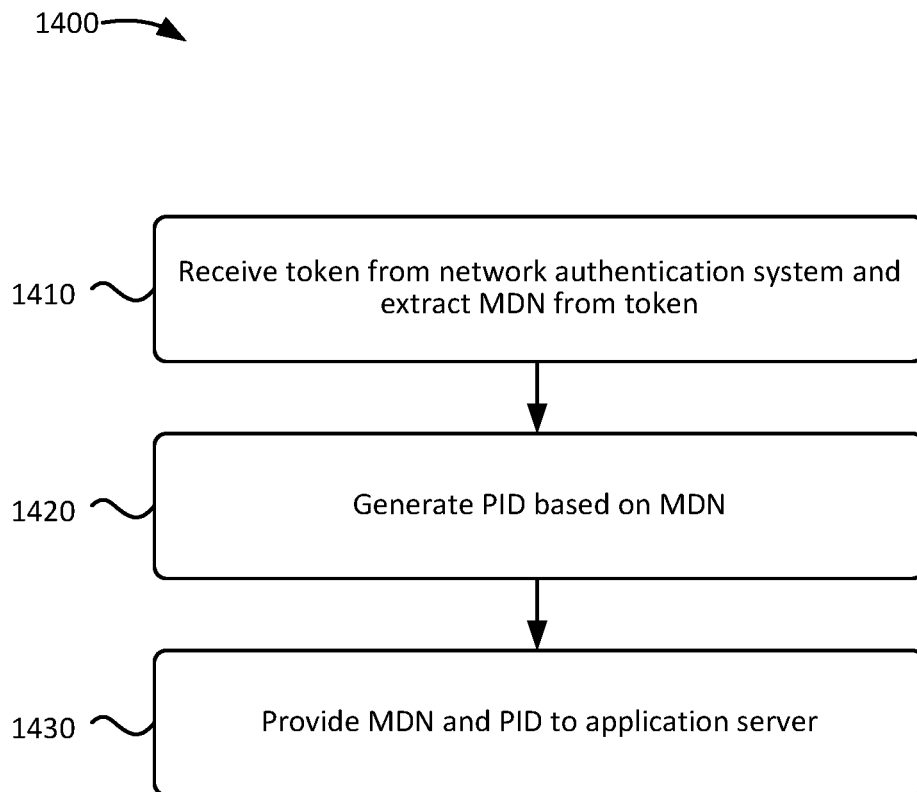 1400
1410
Receive token from network authentication system and
extract MDN from token
1420
Generate PID based on MDN
1430
Provide MDN and PID to application server